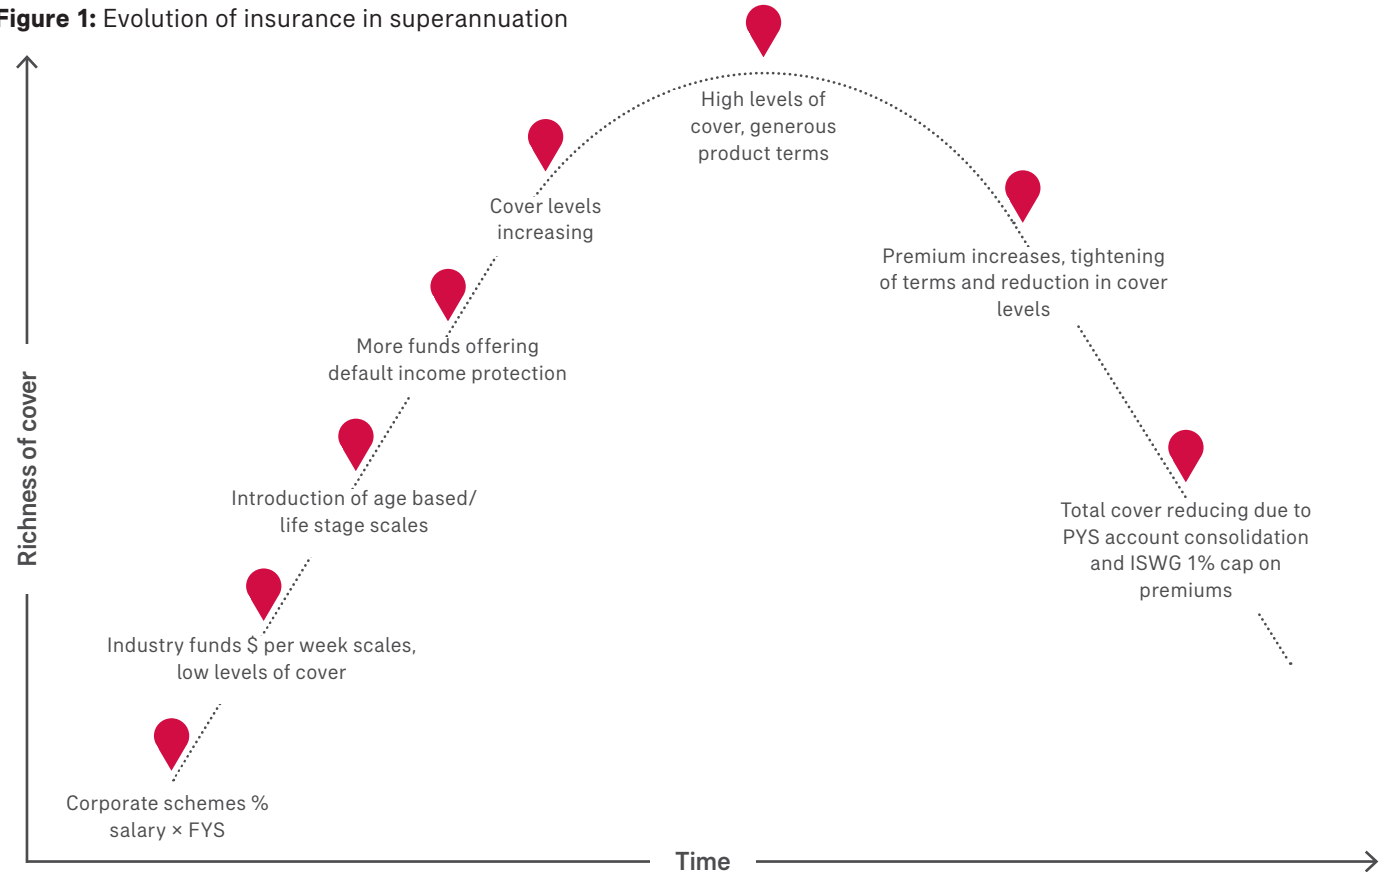 Figure 1: Evolution of insurance in superannuation
High levels of
cover, generous
product terms
Cover levels
increasing
Premium increases, tightening
of terms and reduction in cover
levels
More funds offering
default income protection
Introduction of age based/
life stage scales
Total cover reducing due to
PYS account consolidation
and ISWG 1% cap on
premiums
Industry funds $ per week scales,
low levels of cover
Corporate schemes %
salary × FYS
Richness of cover
Time